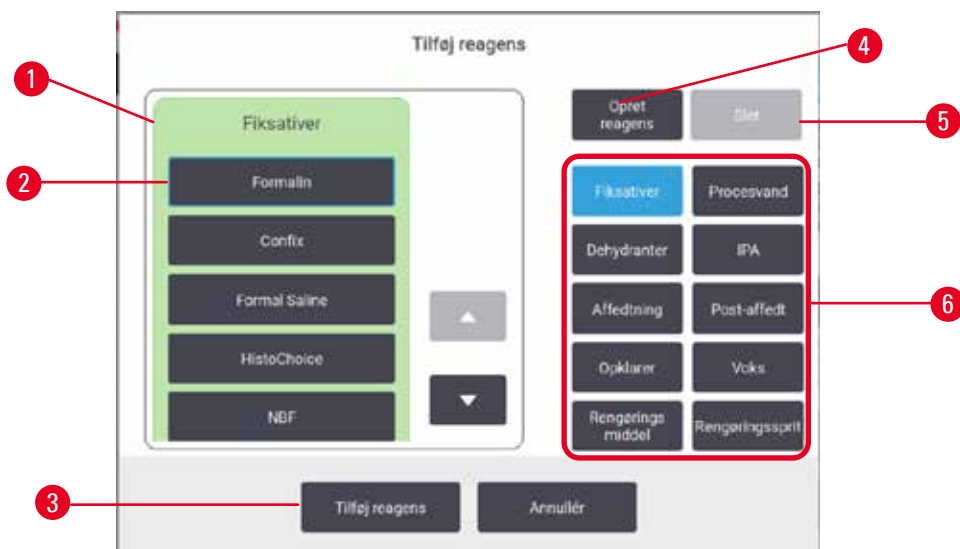 Tilføj reagens
4
1
Opret
reagens
Slet
5
Fiksativer
2
Formalin
Fiksativer
Procesvand
Confix
Dehydranter
IPA
Formal Saline
Affedtning
Post-affedt
6
HistoChoice
Opklarer
Voks
NBF
Rengørings
middel
Rengøringssprit
3
Tilføj reagens
Annullér